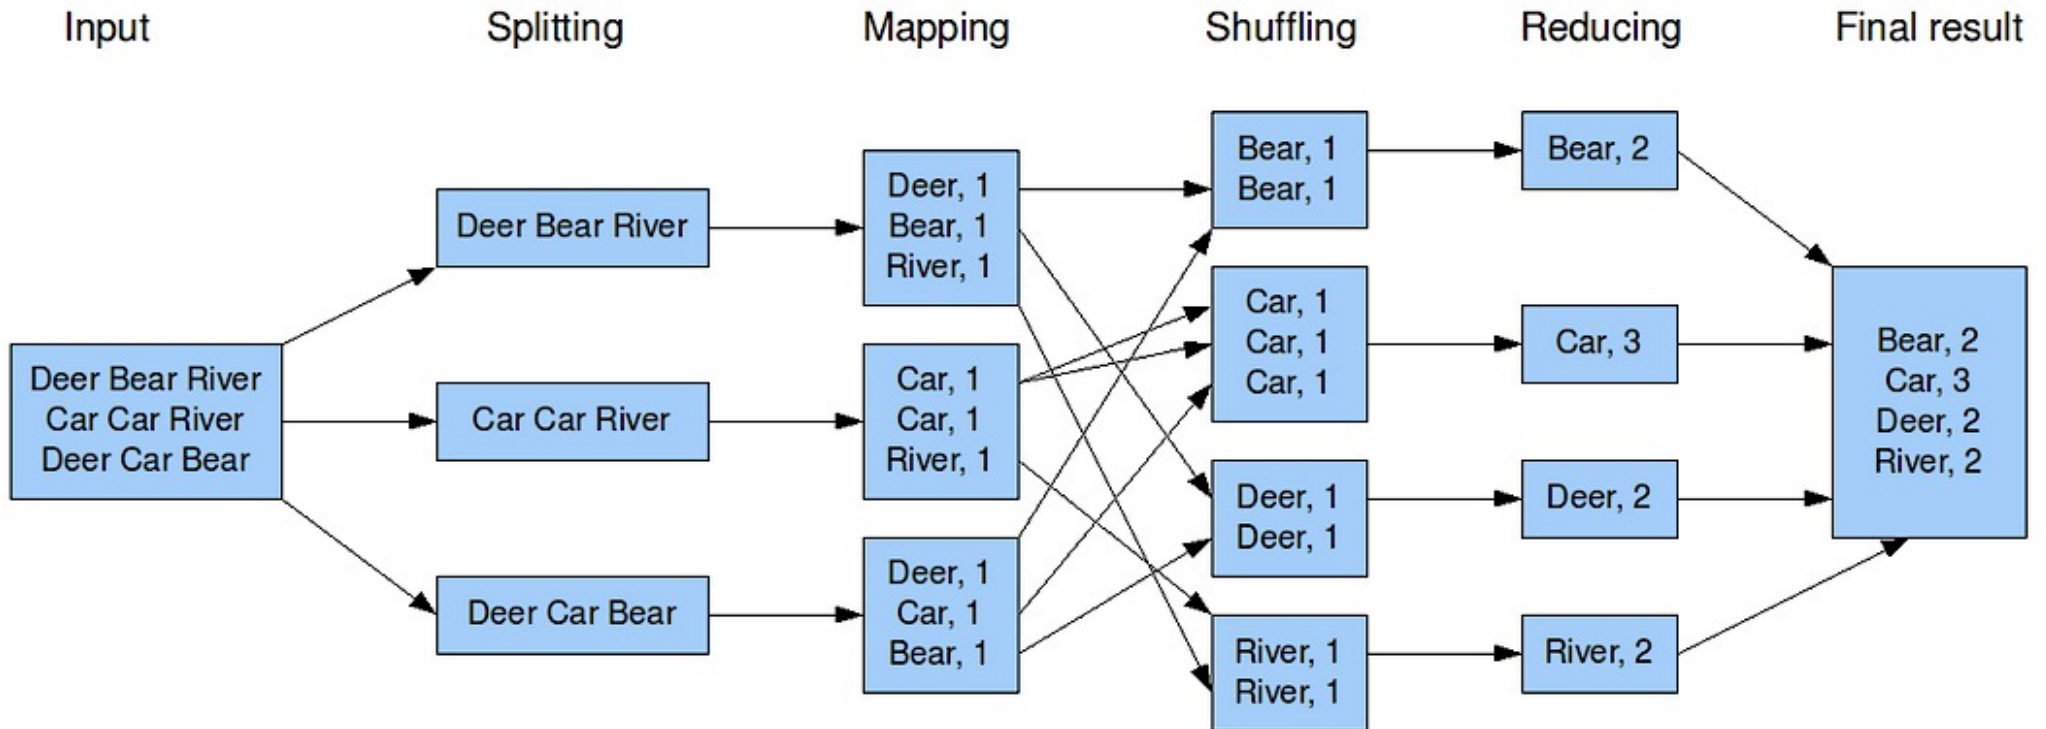 Input
Splitting
Mapping
Shuffling
Reducing
Final result
Deer Bear River
Car Car River
Deer Car Bear
Deer Bear River
Car Car River
Deer Car Bear
Deer, 1
Bear, 1
River, 1
Car, 1
Car, 1
River, 1
Deer, 1
Car, 1
Bear, 1
Bear, 1
Bear, 1
Car, 1
Car, 1
Car, 1
Deer, 1
Deer, 1
River, 1
River, 1
Bear, 2
Car, 3
Deer, 2
River, 2
Bear, 2
Car, 3
Deer, 2
River, 2